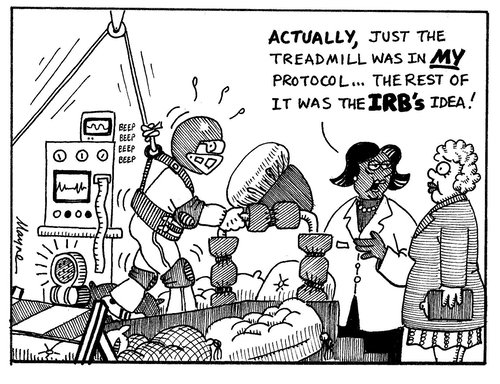 ACTUALLY, JUST THE
TREADMILL WAS IN MY
PROTOCOL... THE REST OF
IT WAS THE IRB's IDEA!
BEEP
BEEP
BEEP
BEEP
Wayne